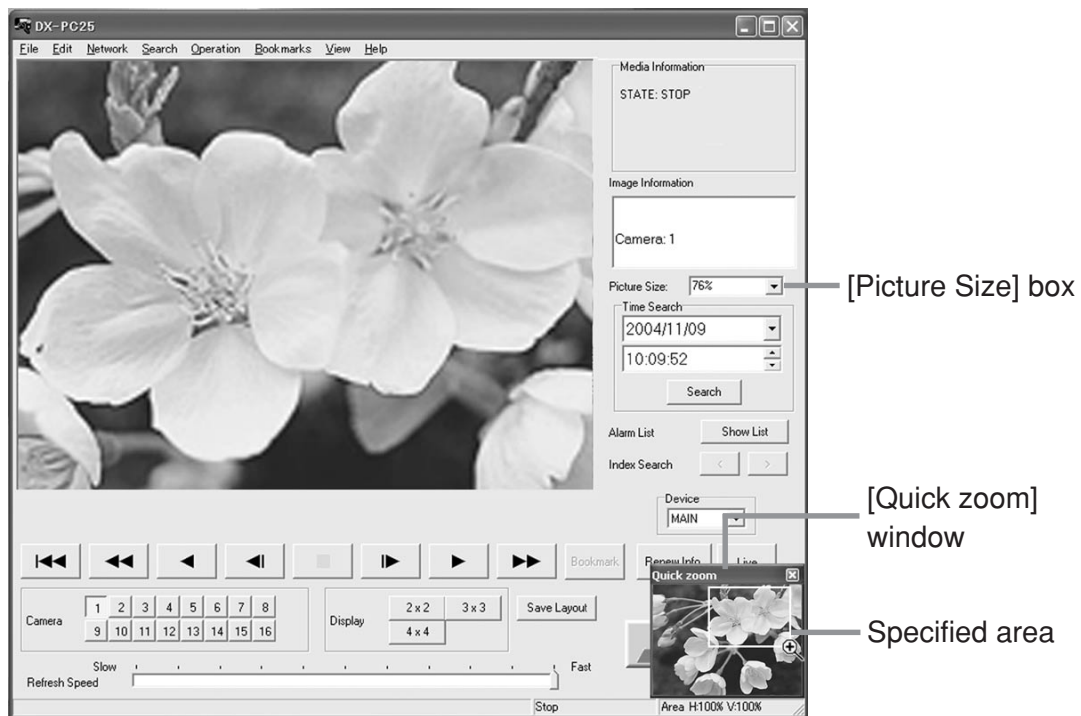 DX-PC25
File Edit Network Search Operation Bookmarks View Help
Media Information
STATE: STOP
Image Information
Camera: 1
Picture Size: 76%
[Picture Size] box
Time Search
2004/11/09
10:09:52
Search
Alarm List Show List
Index Search < >
Device
MAIN
[Quick zoom]
window
Bookmark Renew Info Live
Quick zoom
Camera 1 2 3 4 5 6 7 8
9 10 11 12 13 14 15 16
Display 2 x 2 3 x 3
4 x 4
Save Layout
Specified area
Slow Fast
Refresh Speed
Stop Area H:100% V:100%